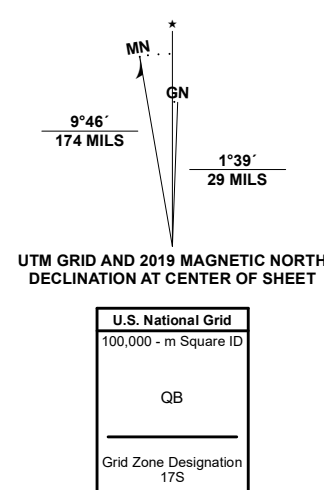 ★
MN
GN
9°46´
174 MILS
1°39´
29 MILS
UTM GRID AND 2019 MAGNETIC NORTH
DECLINATION AT CENTER OF SHEET
U.S. National Grid
100,000 - m Square ID
QB
Grid Zone Designation
17S